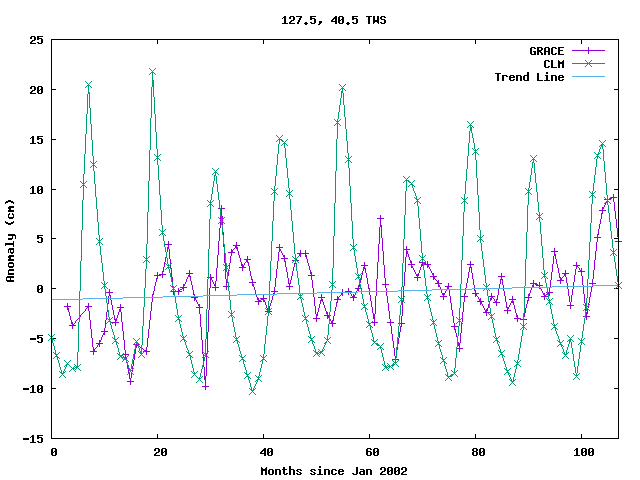 127.5, 40.5 TWS
GRACE
CLM
Trend Line
25
20
15
10
5
0
-5
-10
-15
Anomaly (cm)
0 20 40 60 80 100
Months since Jan 2002